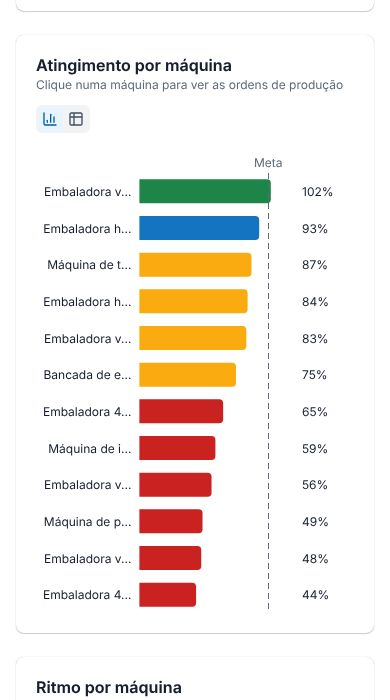 Atingimento por máquina
Clique numa máquina para ver as ordens de produção
Meta
Embaladora v... 102%
Embaladora h... 93%
Máquina de t... 87%
Embaladora h... 84%
Embaladora v... 83%
Bancada de e... 75%
Embaladora 4... 65%
Máquina de i... 59%
Embaladora v... 56%
Máquina de p... 49%
Embaladora v... 48%
Embaladora 4... 44%
Ritmo por máquina